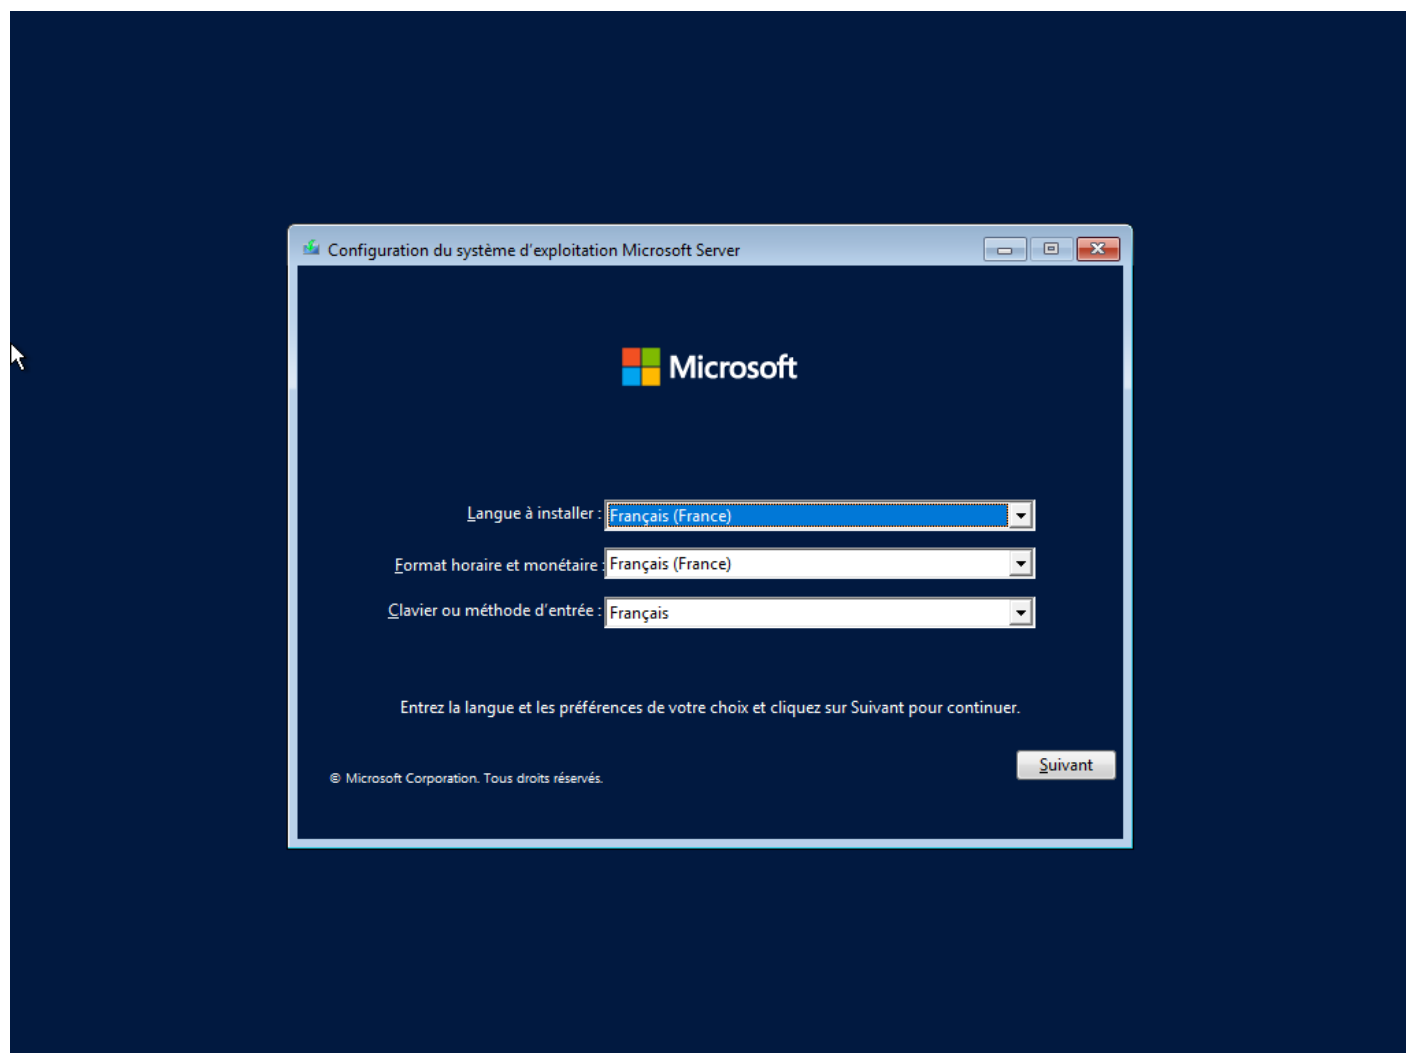 Configuration du système d'exploitation Microsoft Server
Microsoft
Langue à installer : Français (France)
Format horaire et monétaire : Français (France)
Clavier ou méthode d'entrée : Français
Entrez la langue et les préférences de votre choix et cliquez sur Suivant pour continuer.
Suivant
© Microsoft Corporation. Tous droits réservés.